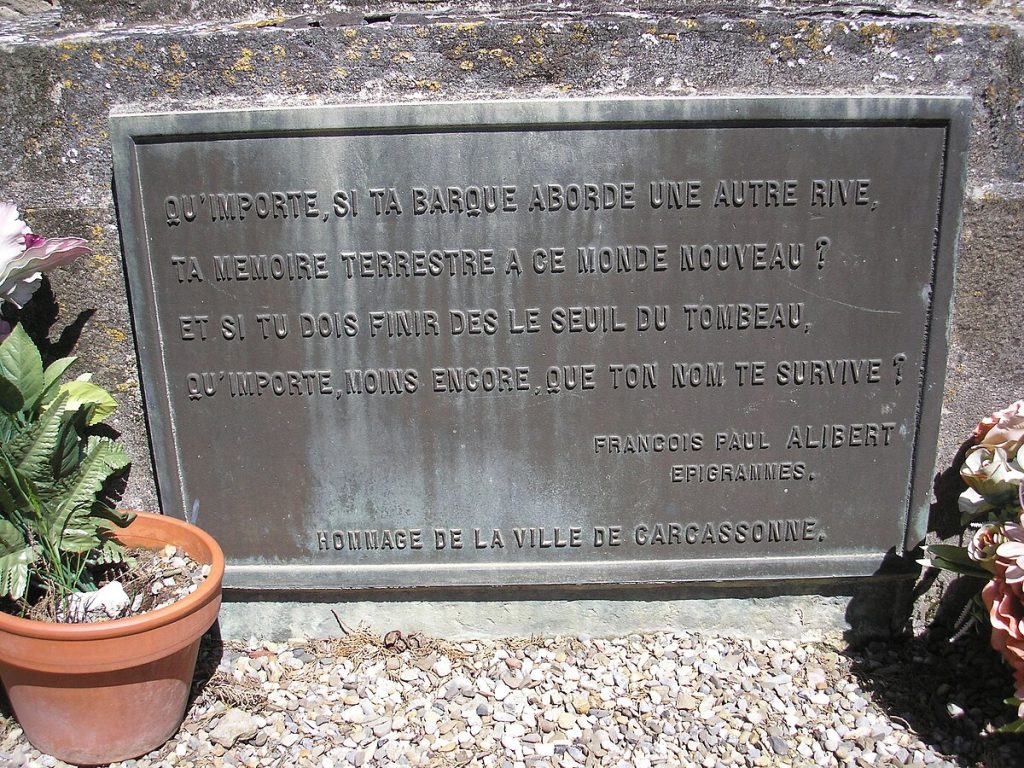 QU'IMPORTE, SI TA BARQUE ABORDE UNE AUTRE RIVE,
TA MEMOIRE TERRESTRE A CE MONDE NOUVEAU ?
ET SI TU DOIS FINIR DES LE SEUIL DU TOMBEAU,
QU'IMPORTE, MOINS ENCORE, QUE TON NOM TE SURVIVE ?
FRANCOIS PAUL ALIBERT
EPIGRAMMES.
HOMMAGE DE LA VILLE DE CARCASSONNE.